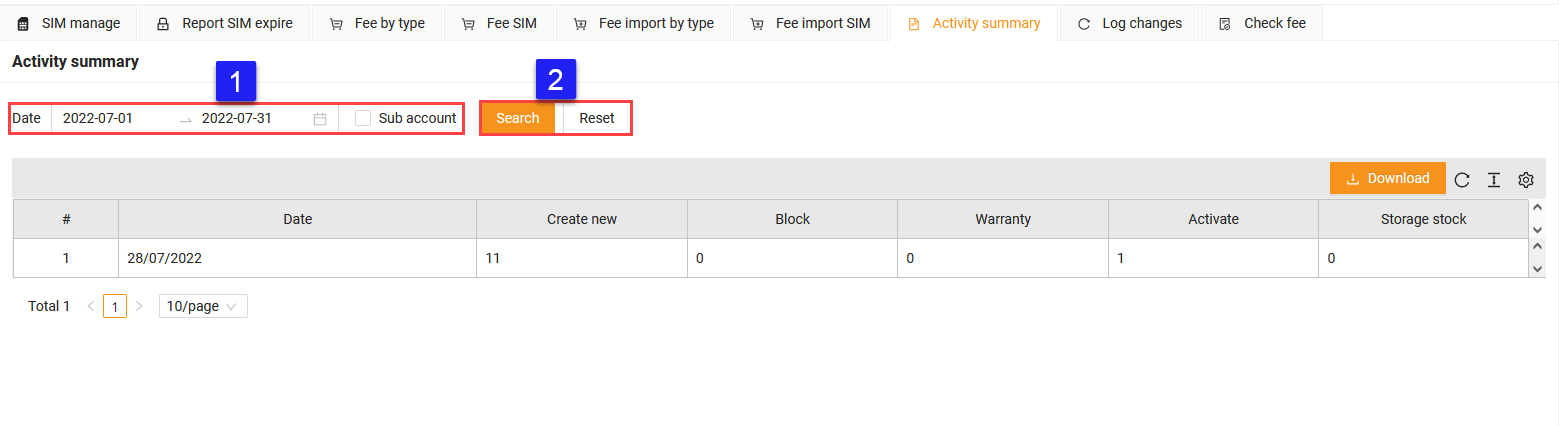 SIM manage Report SIM expire Fee by type Fee SIM Fee import by type Fee import SIM Activity summary Log changes Check fee
Activity summary
1 2
Date 2022-07-01 2022-07-31 Sub account Search Reset
Download
# Date Create new Block Warranty Activate Storage stock
1 28/07/2022 11 0 0 1 0
Total 1 < 1 > 10/page